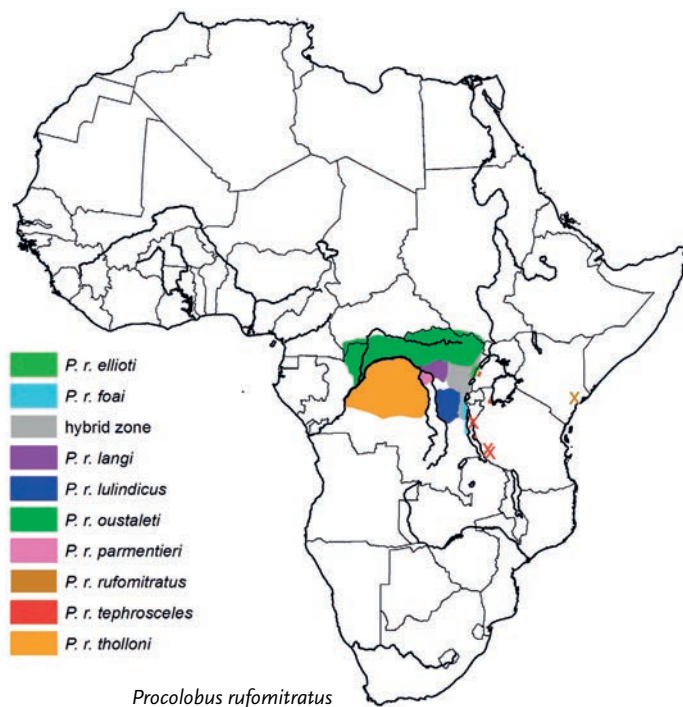 P. r. ellioti
P. r. foai
hybrid zone
P. r. langi
P. r. lulindicus
P. r. oustaleti
P. r. parmentieri
P. r. rufomitratus
P. r. tephrosceles
P. r. tholloni
Procolobus rufomitratus